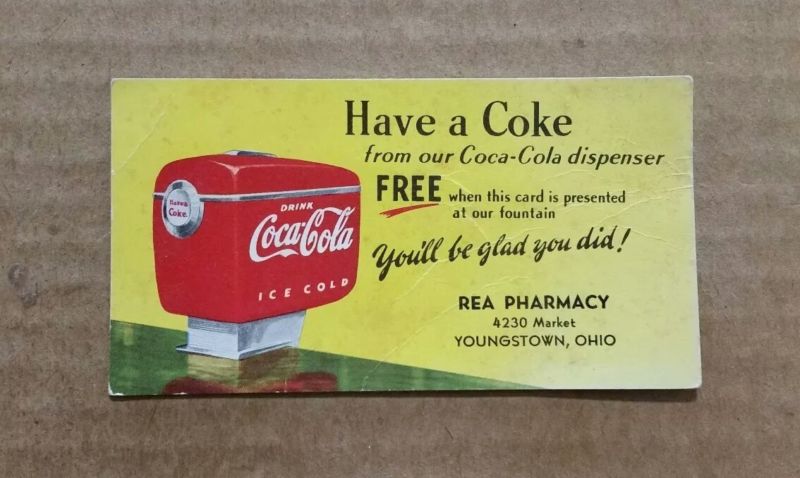 Have a Coke
from our Coca-Cola dispenser
FREE when this card is presented
at our fountain
You'll be glad you did!
REA PHARMACY
4230 Market
YOUNGSTOWN, OHIO
Have a
Coke
DRINK
Coca-Cola
ICE COLD